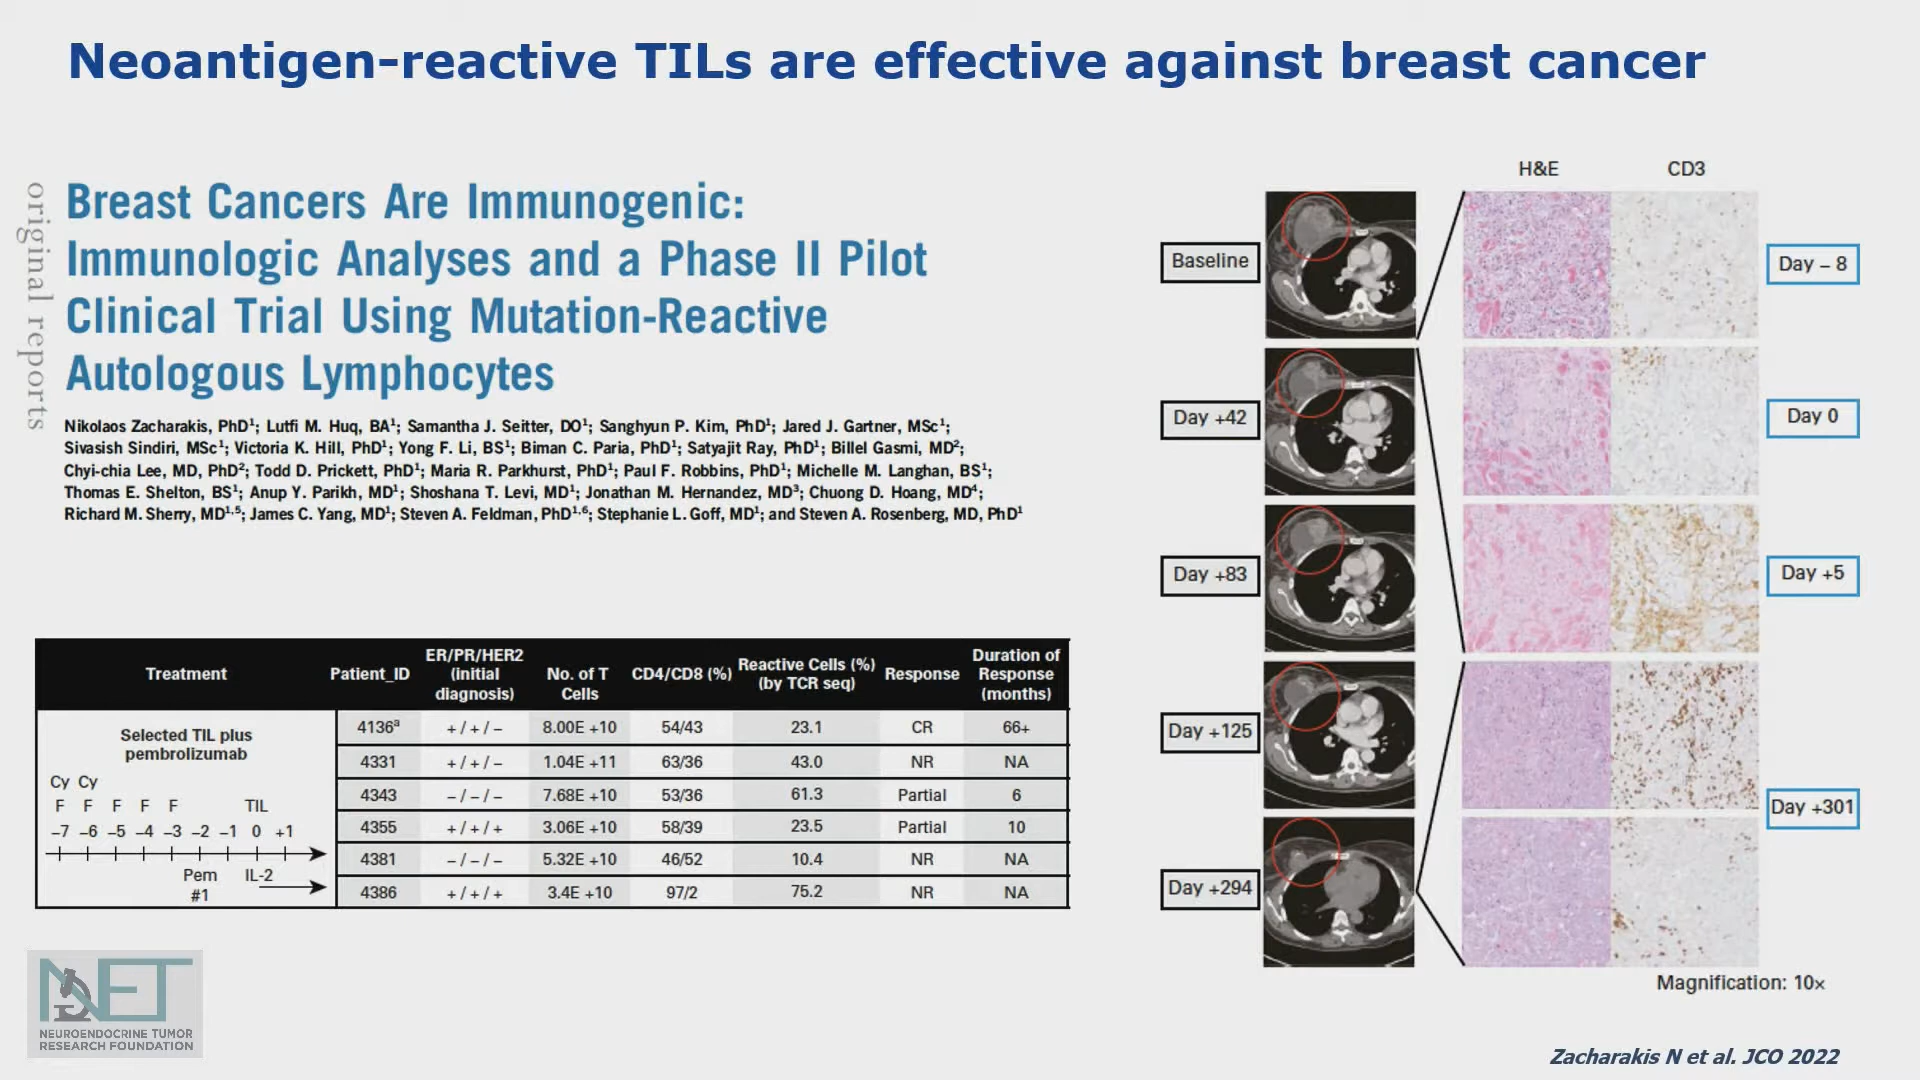 Neoantigen-reactive TILs are effective against breast cancer
original reports
Breast Cancers Are Immunogenic:
Immunologic Analyses and a Phase II Pilot
Clinical Trial Using Mutation-Reactive
Autologous Lymphocytes
Nikolaos Zacharakis, PhD¹; Lutfi M. Huq, BA¹; Samantha J. Seitter, DO¹; Sanghyun P. Kim, PhD¹; Jared J. Gartner, MSc¹;
Sivasish Sindiri, MSc¹; Victoria K. Hill, PhD¹; Yong F. Li, BS¹; Biman C. Paria, PhD¹; Satyajit Ray, PhD¹; Billel Gasmi, MD²;
Chyi-chia Lee, MD, PhD²; Todd D. Prickett, PhD¹; Maria R. Parkhurst, PhD¹; Paul F. Robbins, PhD¹; Michelle M. Langhan, BS¹;
Thomas E. Shelton, BS¹; Anup Y. Parikh, MD¹; Shoshana T. Levi, MD¹; Jonathan M. Hernandez, MD³; Chuong D. Hoang, MD⁴;
Richard M. Sherry, MD¹,⁵; James C. Yang, MD¹; Steven A. Feldman, PhD¹,⁶; Stephanie L. Goff, MD¹; and Steven A. Rosenberg, MD, PhD¹
Treatment Patient_ID ER/PR/HER2 (initial diagnosis) No. of T Cells CD4/CD8 (%) Reactive Cells (%) (by TCR seq) Response Duration of Response (months)
Selected TIL plus
pembrolizumab
Cy Cy
F F F F F TIL
–7 –6 –5 –4 –3 –2 –1 0 +1
Pem IL-2
#1
4136ᵃ +/+/– 8.00E +10 54/43 23.1 CR 66+
4331 +/+/– 1.04E +11 63/36 43.0 NR NA
4343 –/–/– 7.68E +10 53/36 61.3 Partial 6
4355 +/+/+ 3.06E +10 58/39 23.5 Partial 10
4381 –/–/– 5.32E +10 46/52 10.4 NR NA
4386 +/+/+ 3.4E +10 97/2 75.2 NR NA
H&E CD3
Baseline Day – 8
Day +42 Day 0
Day +83 Day +5
Day +125
Day +301
Day +294
Magnification: 10×
NET
NEUROENDOCRINE TUMOR
RESEARCH FOUNDATION
Zacharakis N et al. JCO 2022